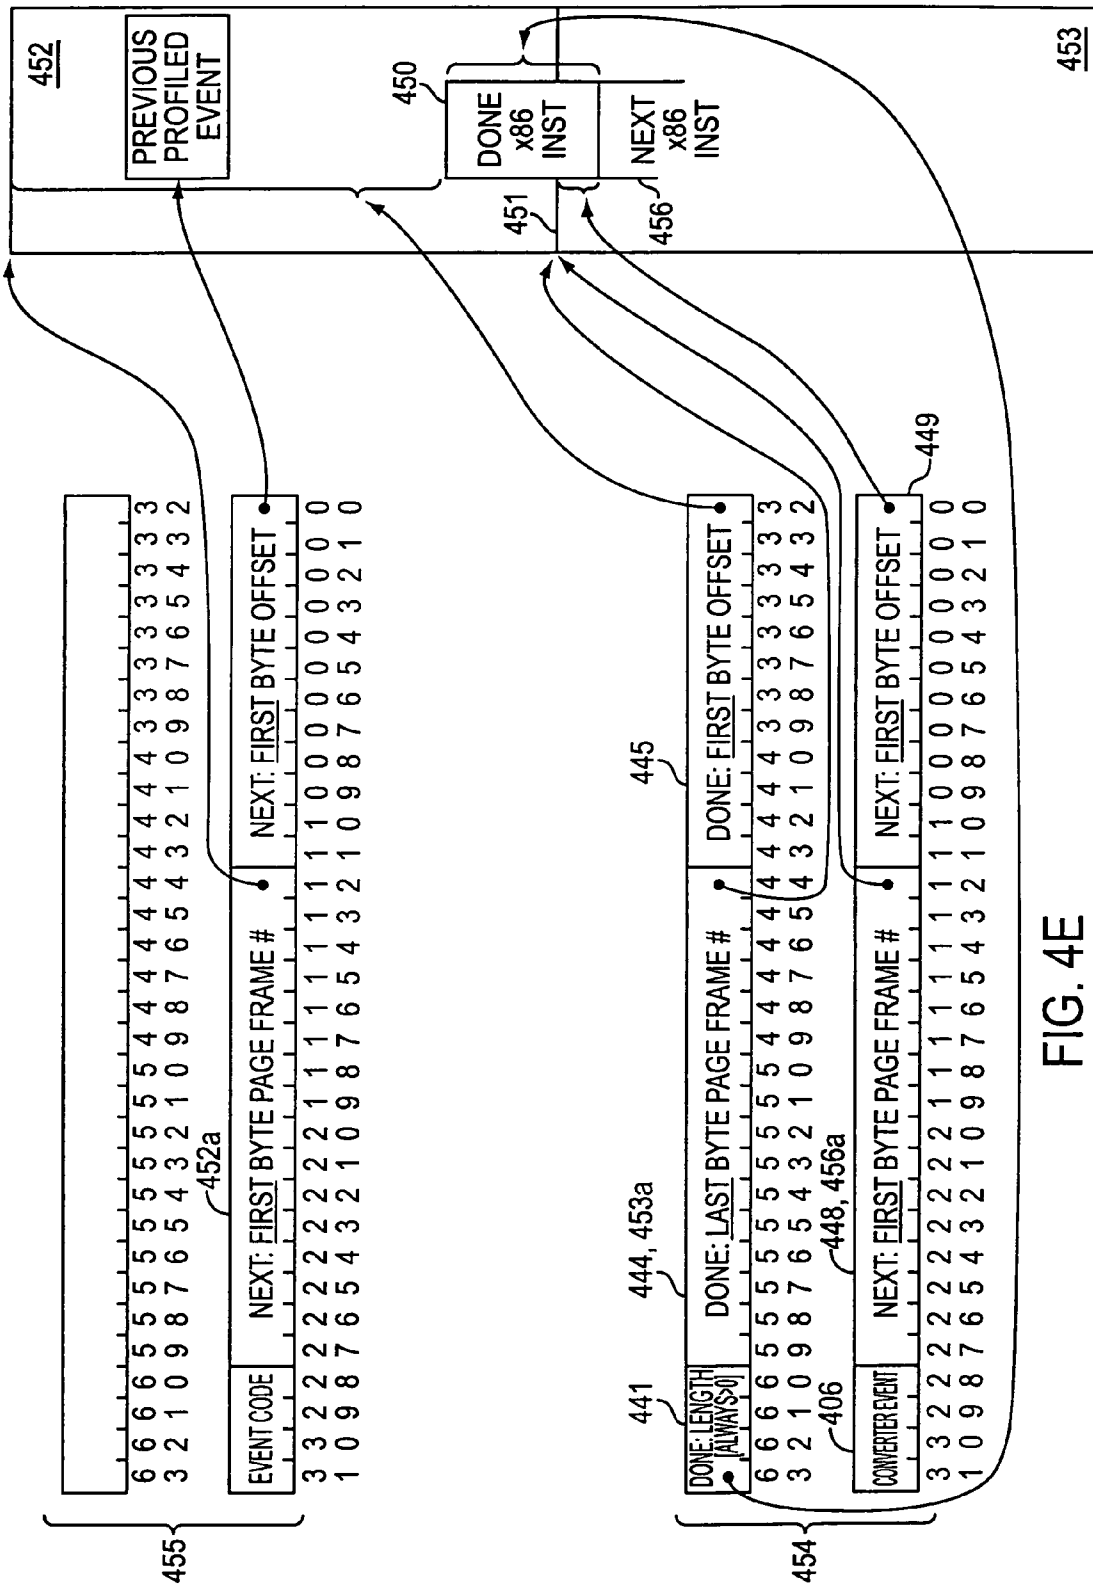 455
6 6 6 6 5 5 5 5 5 5 5 5 5 5 4 4 4 4 4 4 4 4 4 4 3 3 3 3 3 3 3 3
3 2 1 0 9 8 7 6 5 4 3 2 1 0 9 8 7 6 5 4 3 2 1 0 9 8 7 6 5 4 3 2
452a
EVENT CODE
NEXT: FIRST BYTE PAGE FRAME #
NEXT: FIRST BYTE OFFSET
3 3 2 2 2 2 2 2 2 2 2 2 1 1 1 1 1 1 1 1 1 1 0 0 0 0 0 0 0 0 0 0
1 0 9 8 7 6 5 4 3 2 1 0 9 8 7 6 5 4 3 2 1 0 9 8 7 6 5 4 3 2 1 0
452
PREVIOUS
PROFILED
EVENT
454
441
444, 453a
445
DONE: LENGTH
[ALWAYS>0]
DONE: LAST BYTE PAGE FRAME #
DONE: FIRST BYTE OFFSET
6 6 6 6 5 5 5 5 5 5 5 5 5 5 4 4 4 4 4 4 4 4 4 4 3 3 3 3 3 3 3 3
3 2 1 0 9 8 7 6 5 4 3 2 1 0 9 8 7 6 5 4 3 2 1 0 9 8 7 6 5 4 3 2
406
448, 456a
449
CONVERTER EVENT
NEXT: FIRST BYTE PAGE FRAME #
NEXT: FIRST BYTE OFFSET
3 3 2 2 2 2 2 2 2 2 2 2 1 1 1 1 1 1 1 1 1 1 0 0 0 0 0 0 0 0 0 0
1 0 9 8 7 6 5 4 3 2 1 0 9 8 7 6 5 4 3 2 1 0 9 8 7 6 5 4 3 2 1 0
450
DONE
x86
INST
451
NEXT
x86
INST
456
453
FIG. 4E